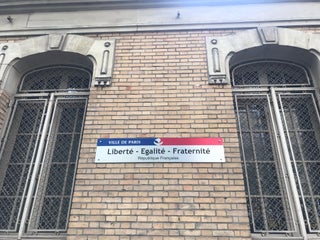 VILLE DE PARIS
Liberté - Egalité - Fraternité
République Française